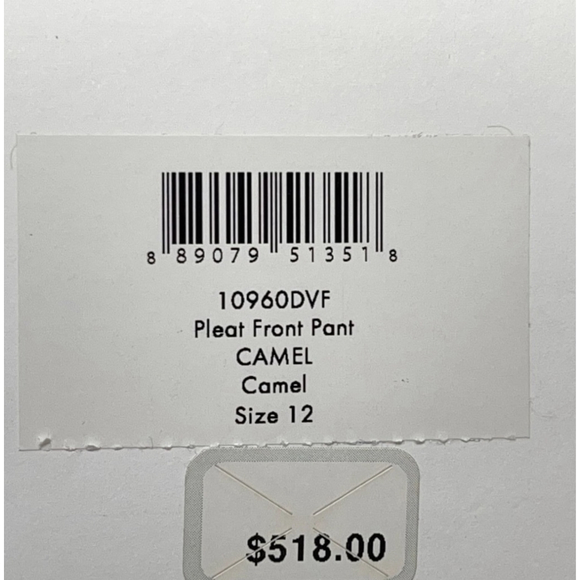 8 89079 51351 8
10960DVF
Pleat Front Pant
CAMEL
Camel
Size 12
$518.00